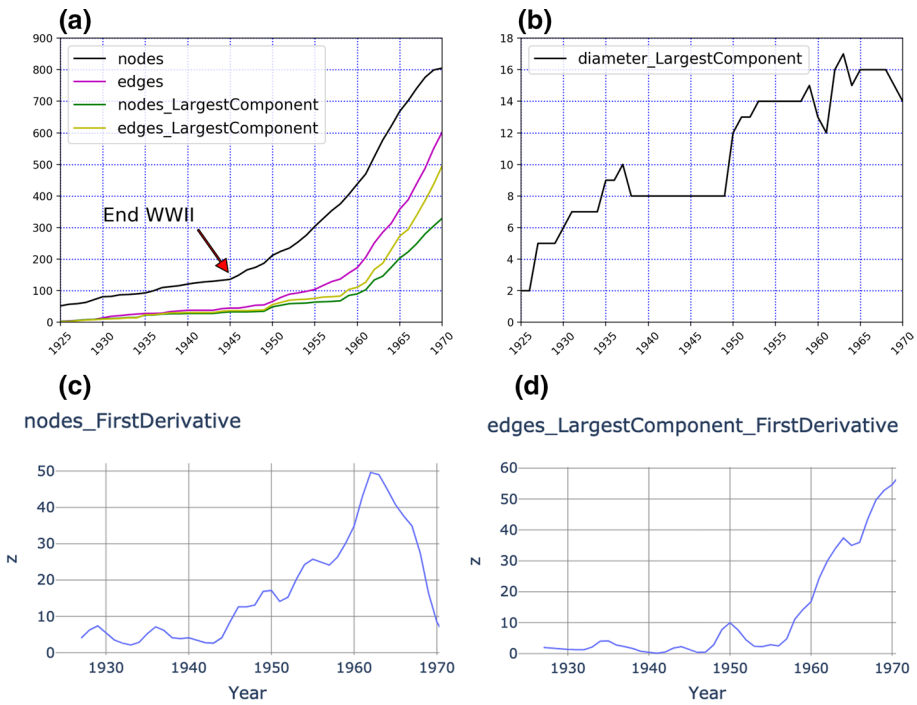 (a)
900
800
700
600
500
400
300
200
100
0
nodes
edges
nodes_LargestComponent
edges_LargestComponent
End WWII
1925 1930 1935 1940 1945 1950 1955 1960 1965 1970
(b)
18
16
14
12
10
8
6
4
2
0
diameter_LargestComponent
1925 1930 1935 1940 1945 1950 1955 1960 1965 1970
(c)
nodes_FirstDerivative
50
40
30
20
10
0
z
1930 1940 1950 1960 1970
Year
(d)
edges_LargestComponent_FirstDerivative
60
50
40
30
20
10
0
z
1930 1940 1950 1960 1970
Year